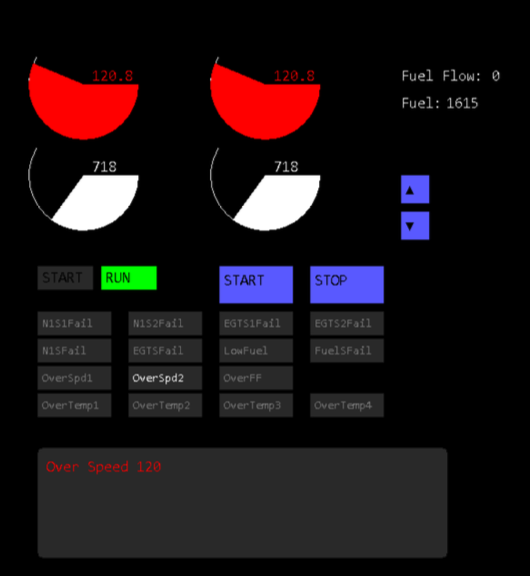 120.8 120.8 Fuel Flow: 0
Fuel: 1615
718 718
▲
▼
START RUN START STOP
N1S1Fail N1S2Fail EGTS1Fail EGTS2Fail
N1SFail EGTSFail LowFuel FuelSFail
OverSpd1 OverSpd2 OverFF
OverTemp1 OverTemp2 OverTemp3 OverTemp4
Over Speed 120